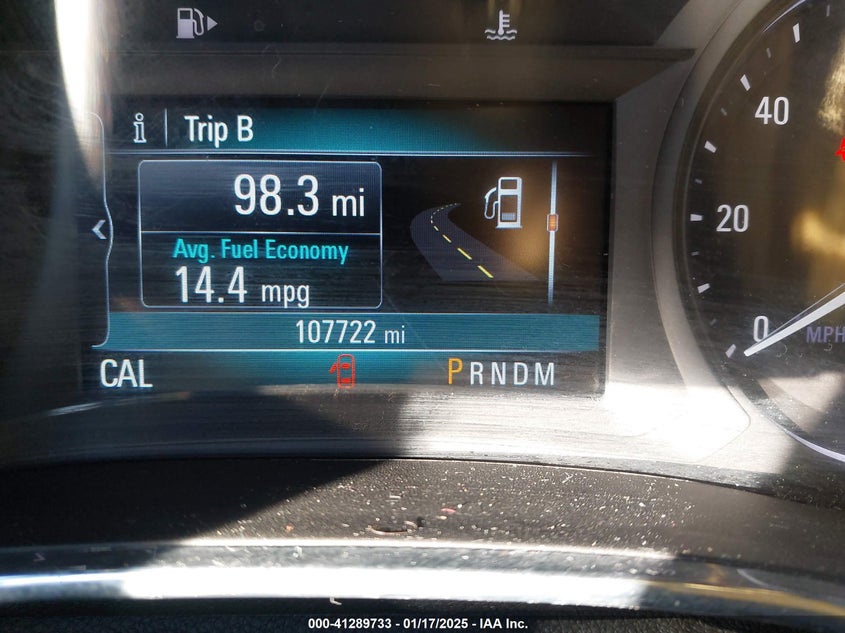 Trip B
40
98.3 mi
20
Avg. Fuel Economy
14.4 mpg
107722 mi
0
MPH
CAL
PRNDM
000-41289733 - 01/17/2025 - IAA Inc.